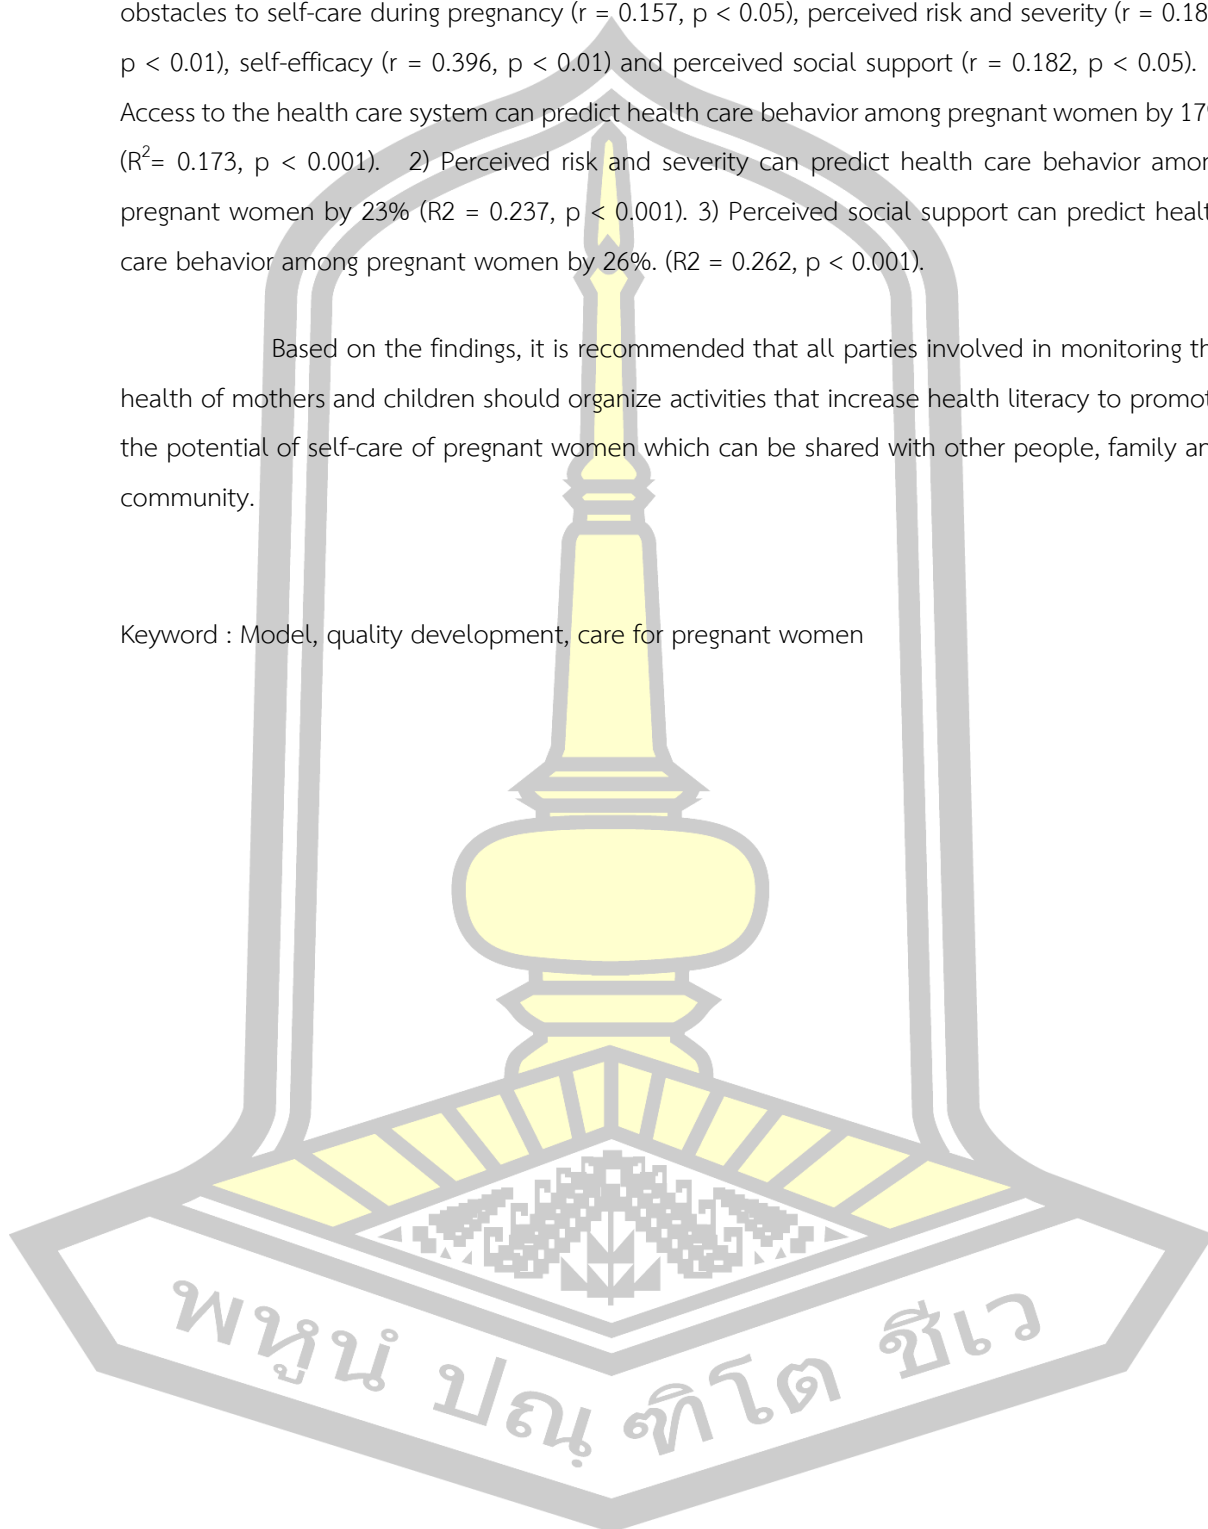 obstacles to self-care during pregnancy (r = 0.157, p < 0.05), perceived risk and severity (r = 0.18
p < 0.01), self-efficacy (r = 0.396, p < 0.01) and perceived social support (r = 0.182, p < 0.05).
Access to the health care system can predict health care behavior among pregnant women by 17
(R²= 0.173, p < 0.001). 2) Perceived risk and severity can predict health care behavior amon
pregnant women by 23% (R2 = 0.237, p < 0.001). 3) Perceived social support can predict healt
care behavior among pregnant women by 26%. (R2 = 0.262, p < 0.001).
Based on the findings, it is recommended that all parties involved in monitoring th
health of mothers and children should organize activities that increase health literacy to promot
the potential of self-care of pregnant women which can be shared with other people, family an
community.
Keyword : Model, quality development, care for pregnant women
พหูนํ ปณฺฑิโต ชีเว